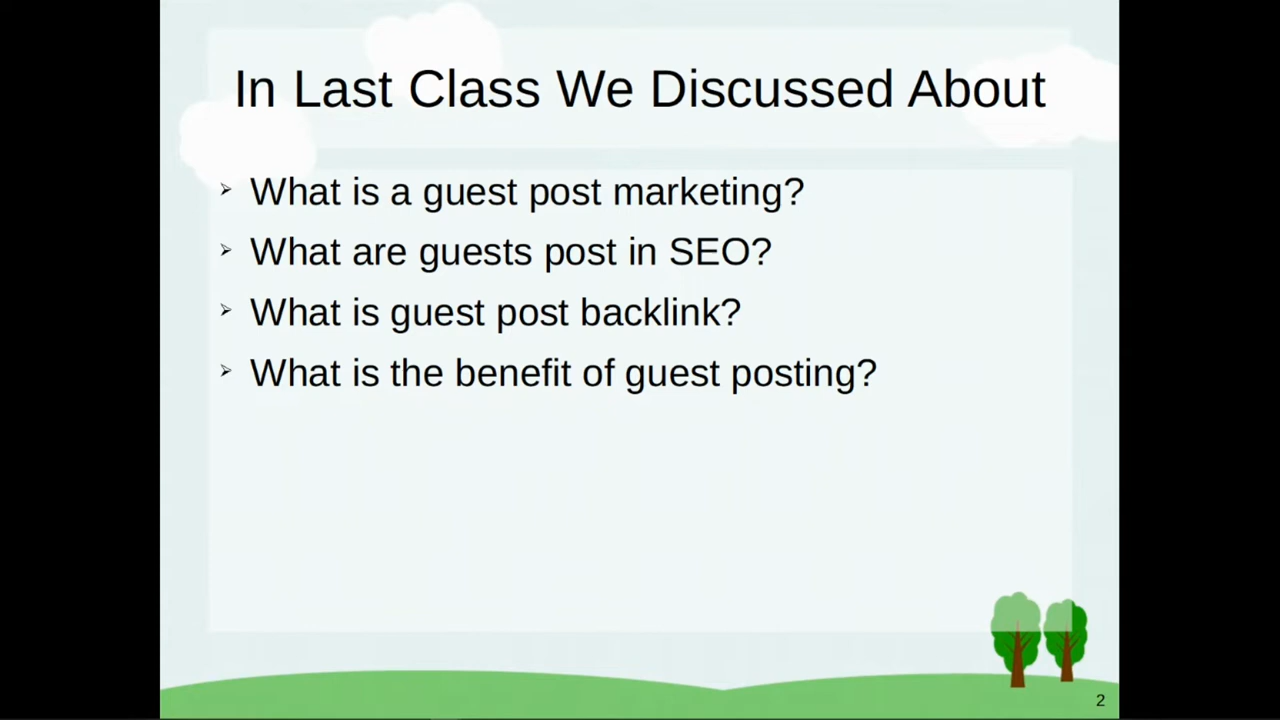 In Last Class We Discussed About
➢ What is a guest post marketing?
➢ What are guests post in SEO?
➢ What is guest post backlink?
➢ What is the benefit of guest posting?
2